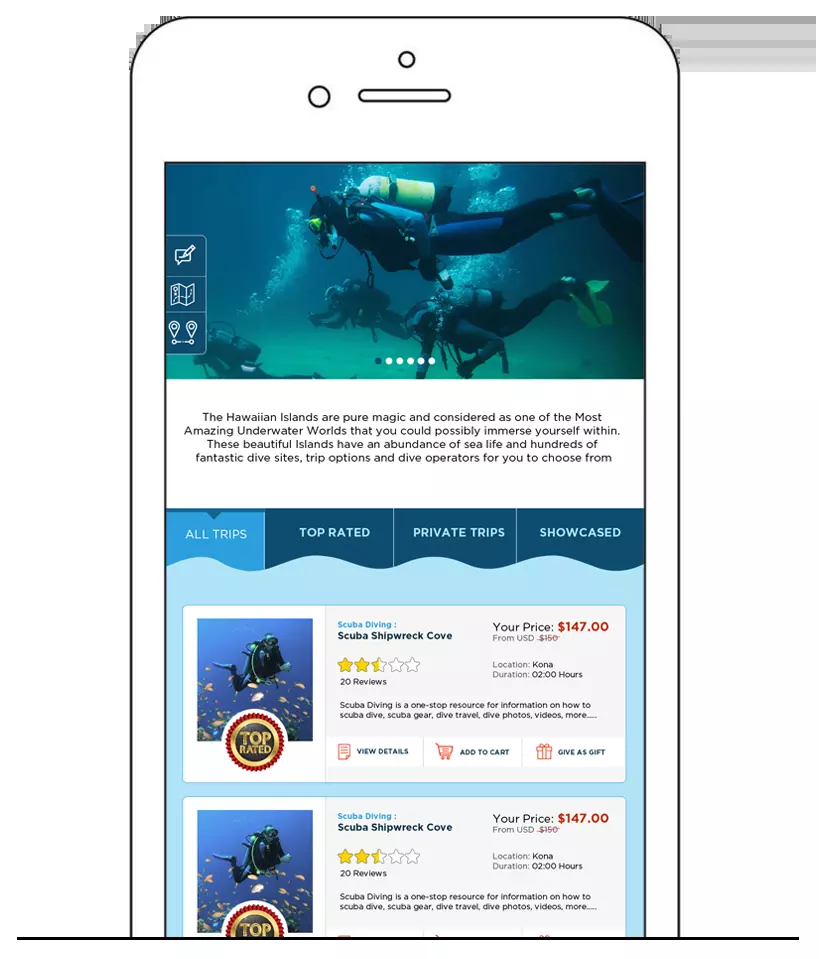 The Hawaiian Islands are pure magic and considered as one of the Most
Amazing Underwater Worlds that you could possibly immerse yourself within.
These beautiful Islands have an abundance of sea life and hundreds of
fantastic dive sites, trip options and dive operators for you to choose from
ALL TRIPS TOP RATED PRIVATE TRIPS SHOWCASED
Scuba Diving :
Scuba Shipwreck Cove
Your Price: $147.00
From USD $150
20 Reviews
Location: Kona
Duration: 02:00 Hours
Scuba Diving is a one-stop resource for information on how to
scuba dive, scuba gear, dive travel, dive photos, videos, more.....
TOP
RATED
VIEW DETAILS ADD TO CART GIVE AS GIFT
Scuba Diving :
Scuba Shipwreck Cove
Your Price: $147.00
From USD $150
20 Reviews
Location: Kona
Duration: 02:00 Hours
Scuba Diving is a one-stop resource for information on how to
scuba dive, scuba gear, dive travel, dive photos, videos, more.....
TOP